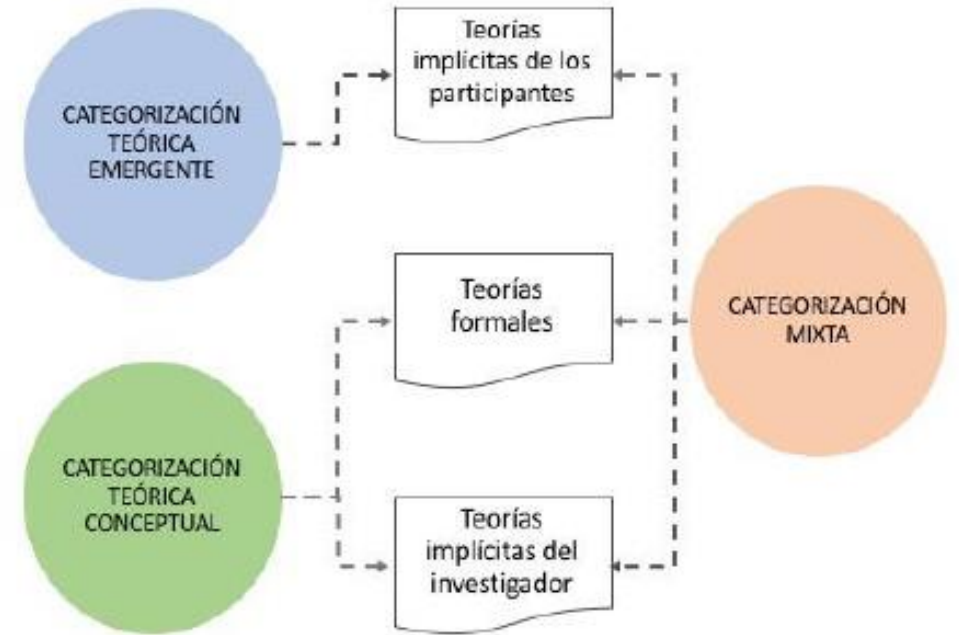 Teorías
implícitas de los
participantes
CATEGORIZACIÓN
TEÓRICA
EMERGENTE
Teorías
formales
CATEGORIZACIÓN
MIXTA
CATEGORIZACIÓN
TEÓRICA
CONCEPTUAL
Teorías
implícitas del
investigador